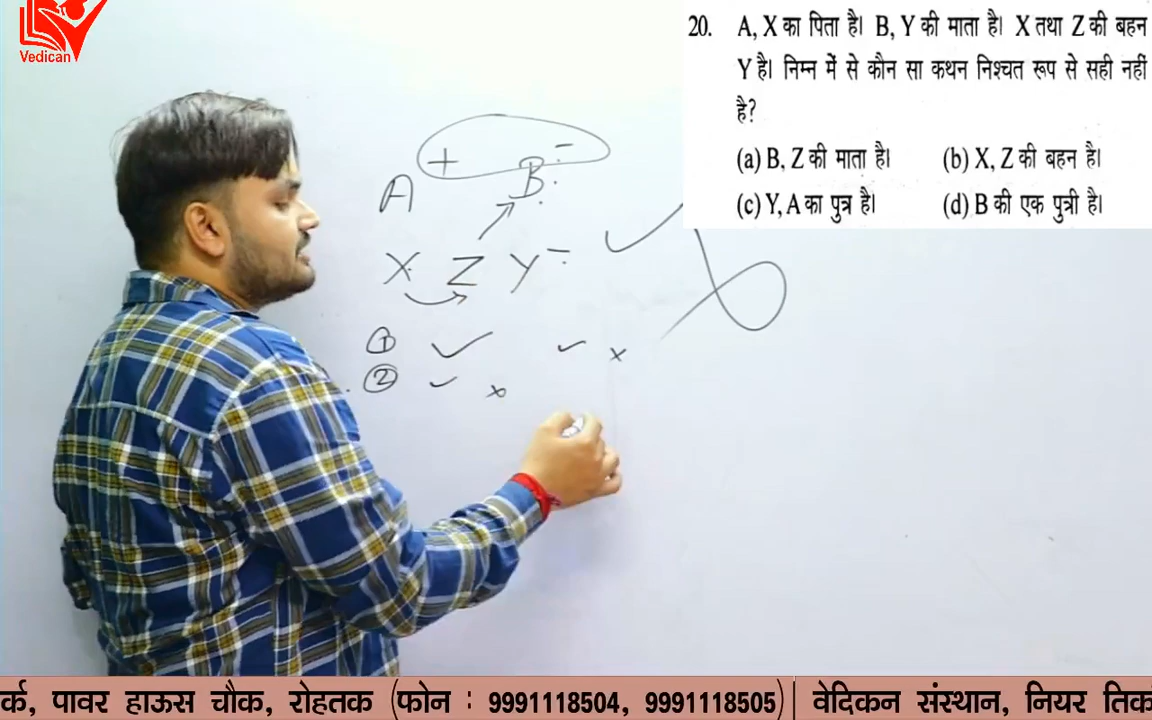 Vedican
20. A, X का पिता है। B, Y की माता है। X तथा Z की बहन
Y है। निम्न में से कौन सा कथन निश्चत रूप से सही नहीं
है?
(a) B, Z की माता है। (b) X, Z की बहन है।
(c) Y, A का पुत्र है। (d) B की एक पुत्री है।
+ -
A B
X Z Y -
① ✓ ✓ x
② ✓ x
र्क, पावर हाऊस चौक, रोहतक (फोन : 9991118504, 9991118505) | वेदिकन संस्थान, नियर तिक